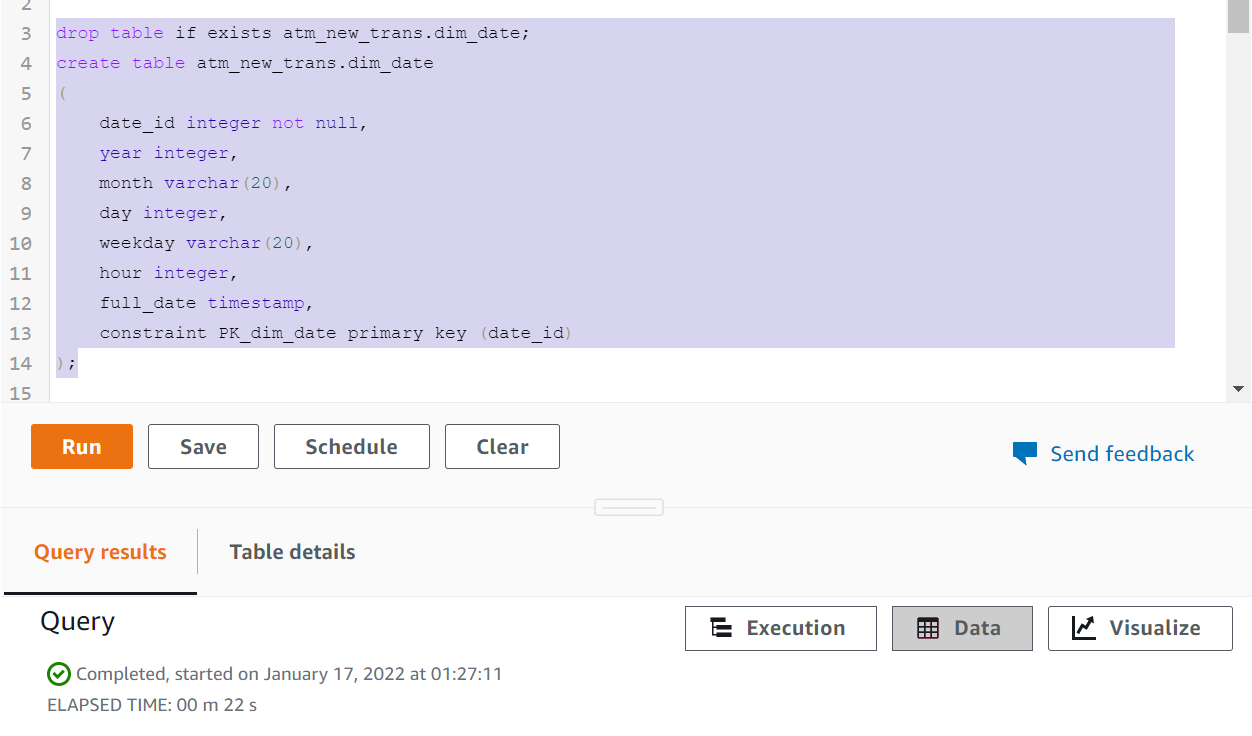 2
3 drop table if exists atm_new_trans.dim_date;
4 create table atm_new_trans.dim_date
5 (
6 date_id integer not null,
7 year integer,
8 month varchar(20),
9 day integer,
10 weekday varchar(20),
11 hour integer,
12 full_date timestamp,
13 constraint PK_dim_date primary key (date_id)
14 );
15
Run Save Schedule Clear Send feedback
Query results Table details
Query Execution Data Visualize
Completed, started on January 17, 2022 at 01:27:11
ELAPSED TIME: 00 m 22 s